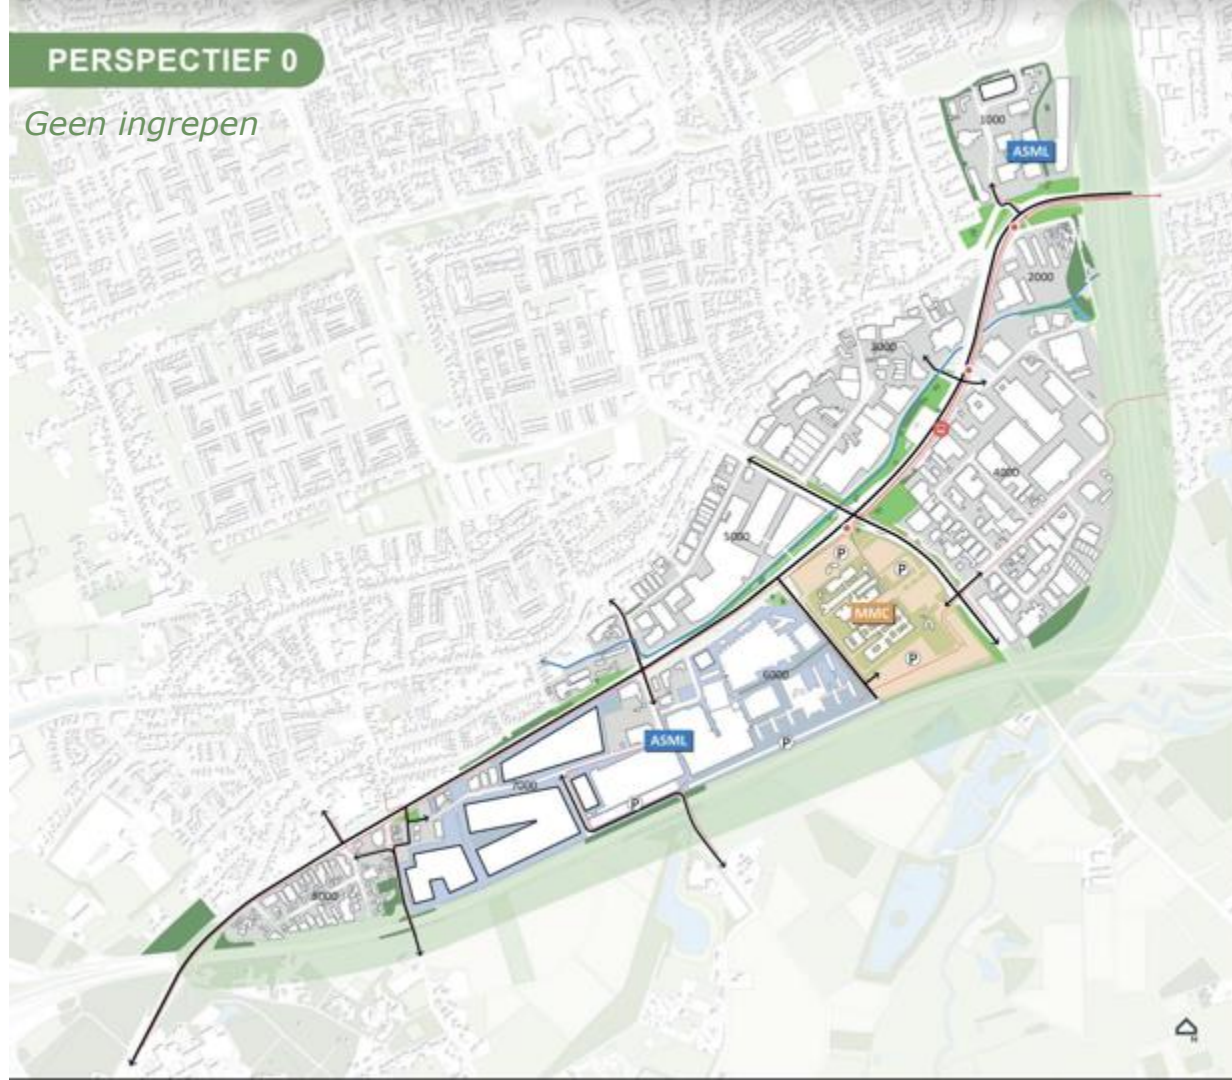 PERSPECTIEF 0
Geen ingrepen
1000
ASML
2000
3000
4000
5000
P
P
MMC
P
6000
ASML
P
7000
P
8000
N